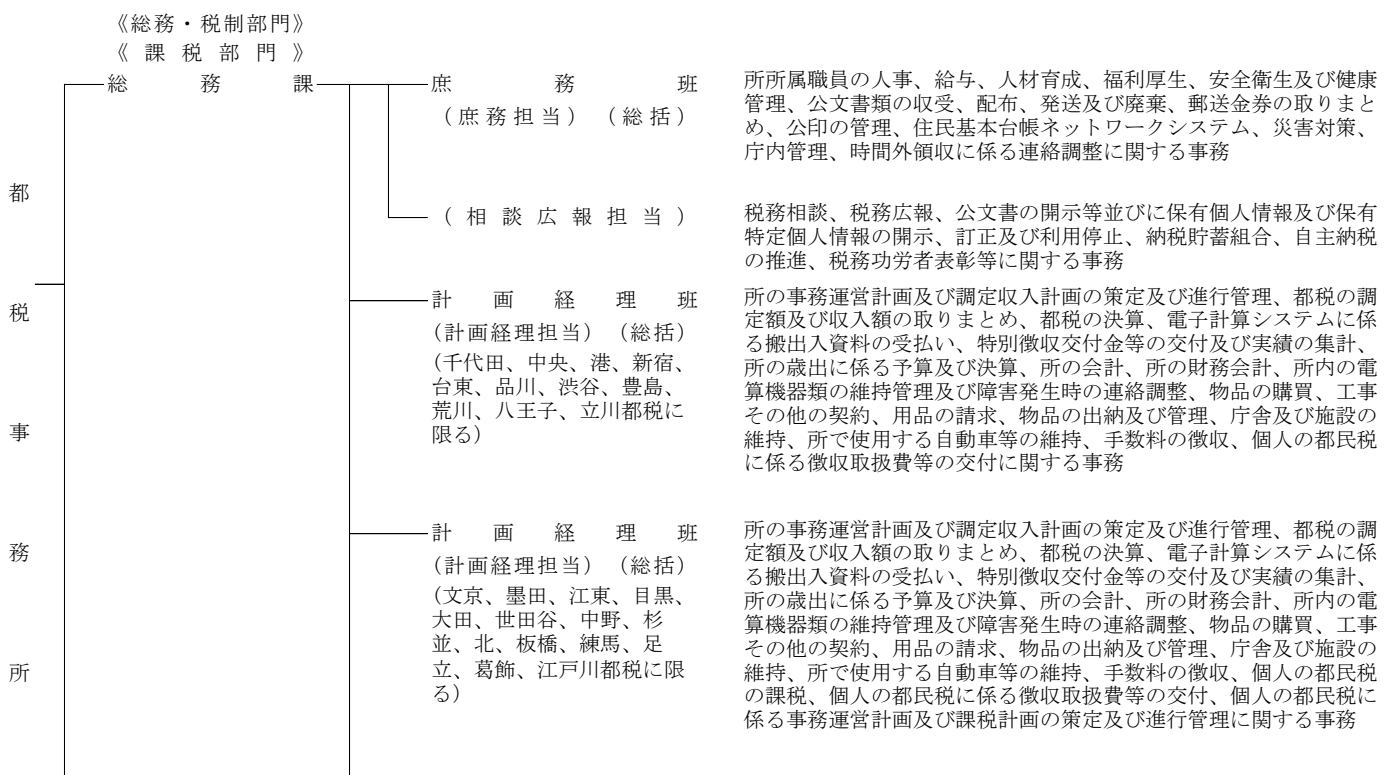 《総務・税制部門》
《課税部門》
都税事務所
総務課
庶務班
(庶務担当)(総括)
所所属職員の人事、給与、人材育成、福利厚生、安全衛生及び健康
管理、公文書類の収受、配布、発送及び廃棄、郵送金券の取りまと
め、公印の管理、住民基本台帳ネットワークシステム、災害対策、
庁内管理、時間外領収に係る連絡調整に関する事務
(相談広報担当)
税務相談、税務広報、公文書の開示等並びに保有個人情報及び保有
特定個人情報の開示、訂正及び利用停止、納税貯蓄組合、自主納税
の推進、税務功労者表彰等に関する事務
計画経理班
(計画経理担当)(総括)
(千代田、中央、港、新宿、
台東、品川、渋谷、豊島、
荒川、八王子、立川都税に
限る)
所の事務運営計画及び調定収入計画の策定及び進行管理、都税の調
定額及び収入額の取りまとめ、都税の決算、電子計算システムに係
る搬出入資料の受払い、特別徴収交付金等の交付及び実績の集計、
所の歳出に係る予算及び決算、所の会計、所の財務会計、所内の電
算機器類の維持管理及び障害発生時の連絡調整、物品の購買、工事
その他の契約、用品の請求、物品の出納及び管理、庁舎及び施設の
維持、所で使用する自動車等の維持、手数料の徴収、個人の都民税
に係る徴収取扱費等の交付に関する事務
計画経理班
(計画経理担当)(総括)
(文京、墨田、江東、目黒、
大田、世田谷、中野、杉
並、北、板橋、練馬、足
立、葛飾、江戸川都税に限
る)
所の事務運営計画及び調定収入計画の策定及び進行管理、都税の調
定額及び収入額の取りまとめ、都税の決算、電子計算システムに係
る搬出入資料の受払い、特別徴収交付金等の交付及び実績の集計、
所の歳出に係る予算及び決算、所の会計、所の財務会計、所内の電
算機器類の維持管理及び障害発生時の連絡調整、物品の購買、工事
その他の契約、用品の請求、物品の出納及び管理、庁舎及び施設の
維持、所で使用する自動車等の維持、手数料の徴収、個人の都民税
の課税、個人の都民税に係る徴収取扱費等の交付、個人の都民税に
係る事務運営計画及び課税計画の策定及び進行管理に関する事務